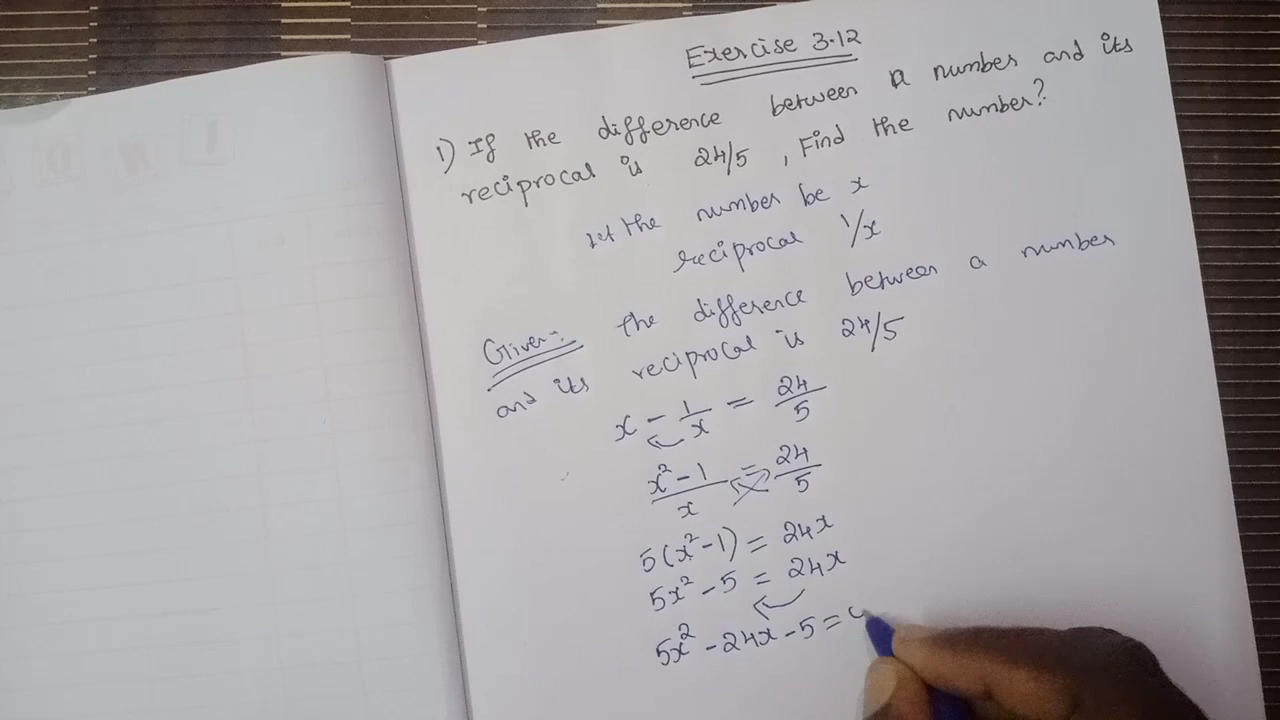 Exercise 3.12
1) If the difference between a number and its
reciprocal is 24/5, Find the number?
let the number be x
reciprocal 1/x
Given:- the difference between a number
and its reciprocal is 24/5
x - 1/x = 24/5
x² - 1/x = 24/5
5(x² - 1) = 24x
5x² - 5 = 24x
5x² - 24x - 5 =